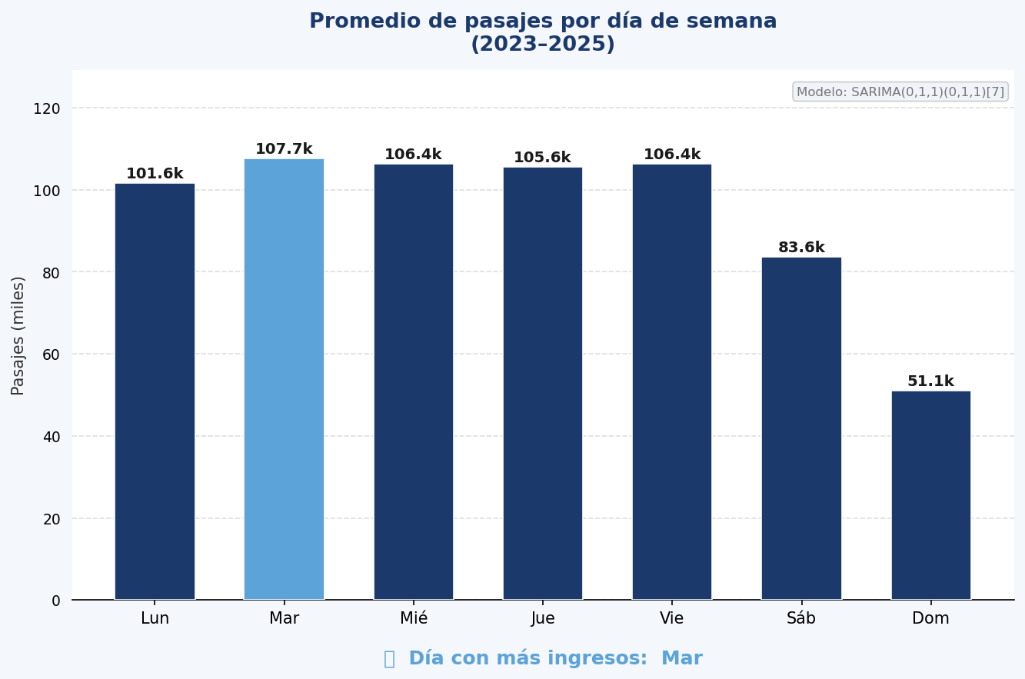 Promedio de pasajes por día de semana
(2023–2025)
Modelo: SARIMA(0,1,1)(0,1,1)[7]
Pasajes (miles)
120
100
80
60
40
20
0
101.6k
107.7k
106.4k
105.6k
106.4k
83.6k
51.1k
Lun
Mar
Mié
Jue
Vie
Sáb
Dom
Día con más ingresos: Mar